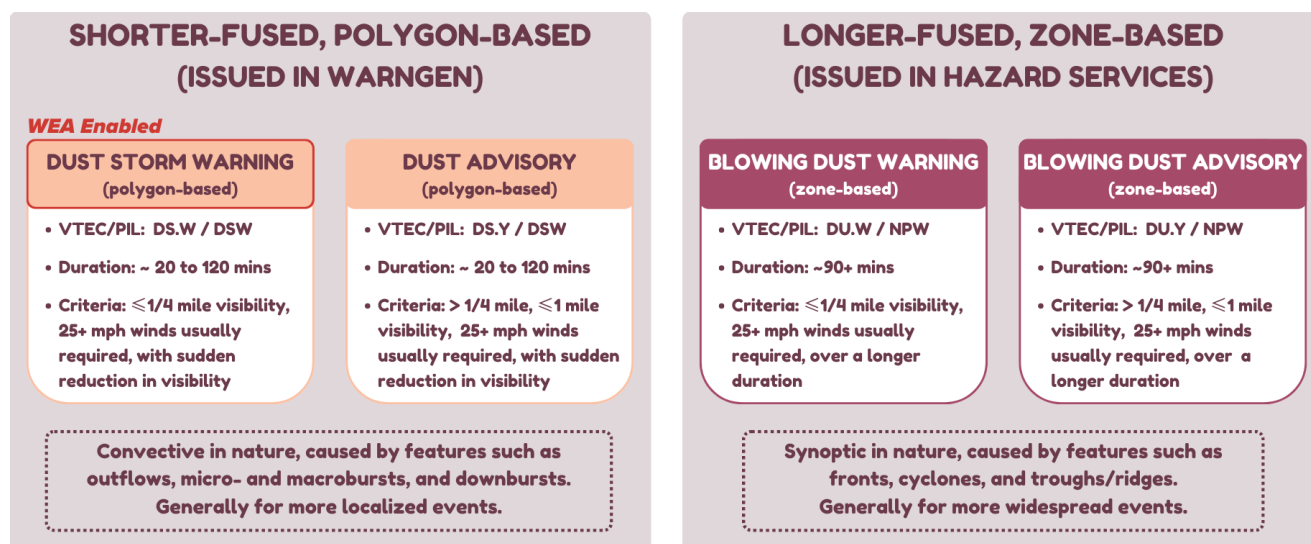 SHORTER-FUSED, POLYGON-BASED
(ISSUED IN WARNGEN)
WEA Enabled
DUST STORM WARNING
(polygon-based)
• VTEC/PIL: DS.W / DSW
• Duration: ~ 20 to 120 mins
• Criteria: ⩽1/4 mile visibility,
25+ mph winds usually
required, with sudden
reduction in visibility
DUST ADVISORY
(polygon-based)
• VTEC/PIL: DS.Y / DSW
• Duration: ~ 20 to 120 mins
• Criteria: > 1/4 mile, ⩽1 mile
visibility, 25+ mph winds
usually required, with sudden
reduction in visibility
Convective in nature, caused by features such as
outflows, micro- and macrobursts, and downbursts.
Generally for more localized events.
LONGER-FUSED, ZONE-BASED
(ISSUED IN HAZARD SERVICES)
BLOWING DUST WARNING
(zone-based)
• VTEC/PIL: DU.W / NPW
• Duration: ~90+ mins
• Criteria: ⩽1/4 mile visibility,
25+ mph winds usually
required, over a longer
duration
BLOWING DUST ADVISORY
(zone-based)
• VTEC/PIL: DU.Y / NPW
• Duration: ~90+ mins
• Criteria: > 1/4 mile, ⩽1 mile
visibility, 25+ mph winds
usually required, over a
longer duration
Synoptic in nature, caused by features such as
fronts, cyclones, and troughs/ridges.
Generally for more widespread events.